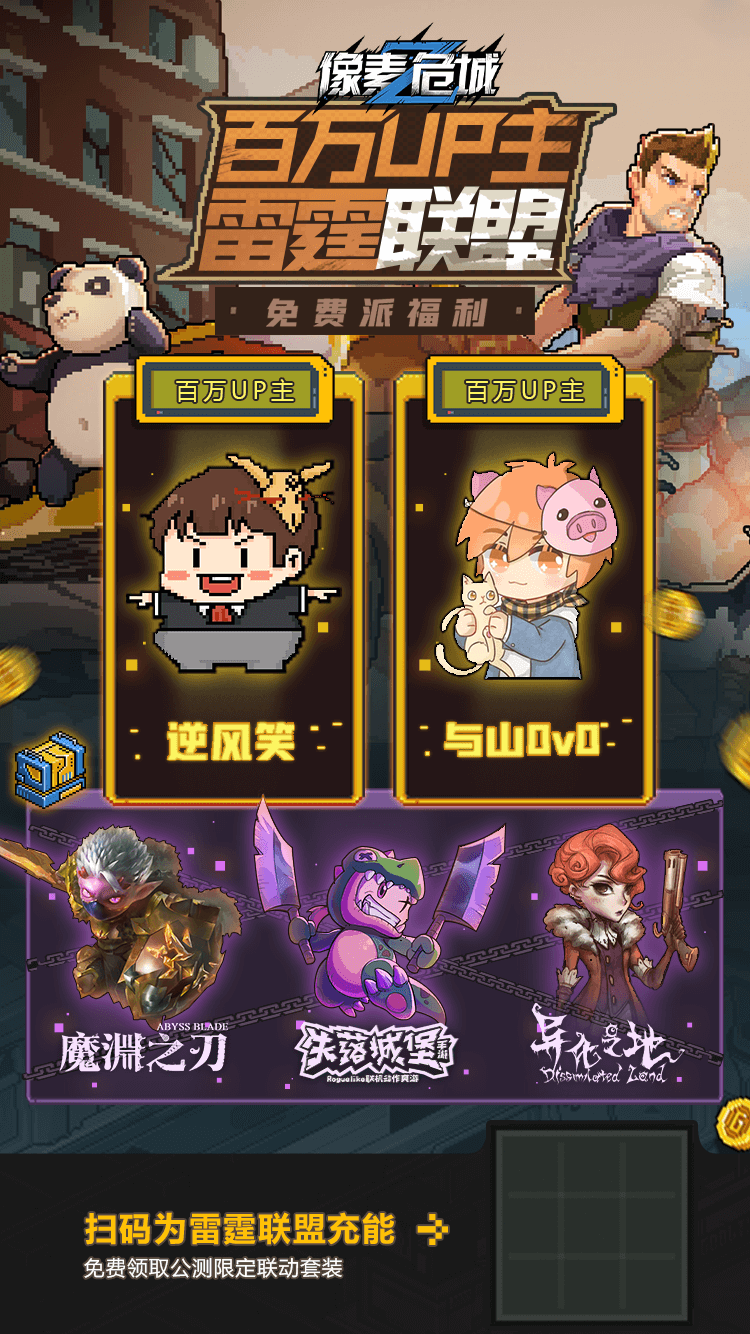 像素危城
百万UP主
雷霆联盟
·免费派福利·
百万UP主
百万UP主
逆风笑
与山OvO
ABYSS BLADE
魔渊之刃
失落城堡
手游
Roguelike联机动作爽游
异化之地
Dissimilated Land
扫码为雷霆联盟充能
免费领取公测限定联动套装